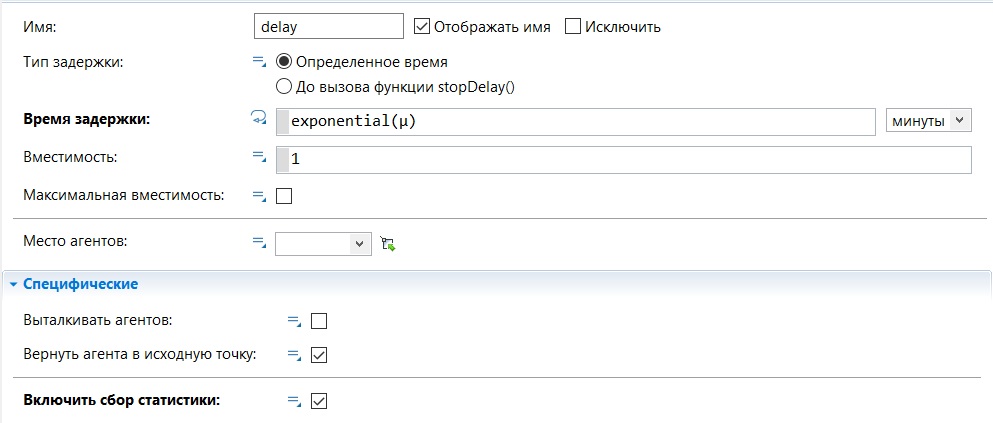 Имя: delay Отображать имя Исключить
Тип задержки: Определенное время
До вызова функции stopDelay()
Время задержки: exponential(μ) минуты
Вместимость: 1
Максимальная вместимость:
Место агентов:
Специфические
Выталкивать агентов:
Вернуть агента в исходную точку:
Включить сбор статистики: